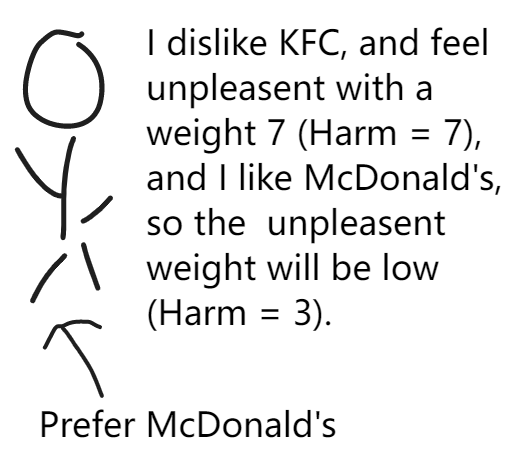 I dislike KFC, and feel
unpleasent with a
weight 7 (Harm = 7),
and I like McDonald's,
so the  unpleasent
weight will be low
(Harm = 3).
Prefer McDonald's